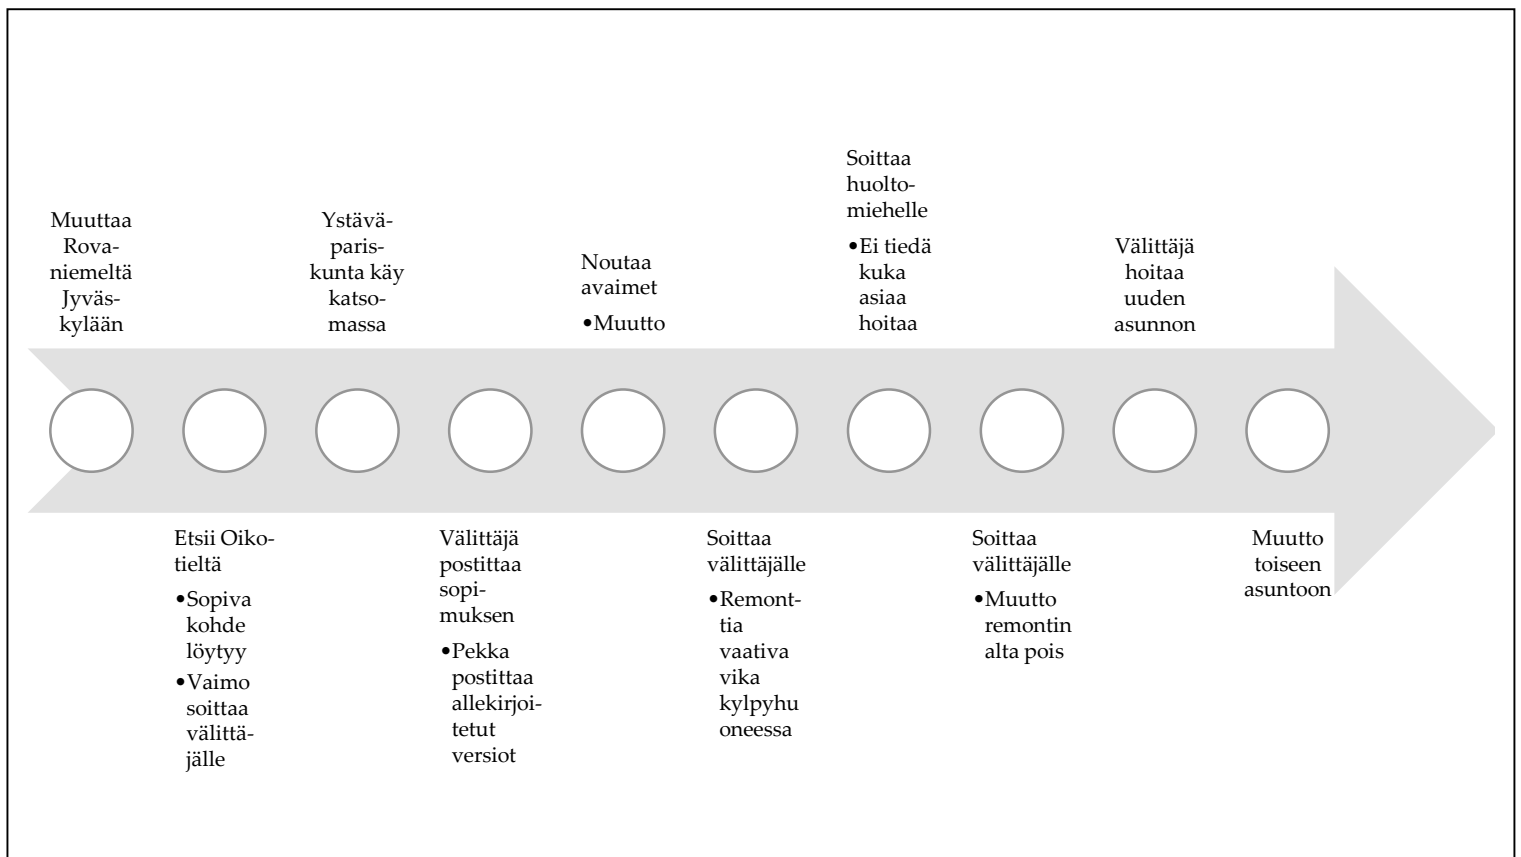 Muuttaa
Rova-
niemeltä
Jyväs-
kylään
Etsii Oiko-
tieltä
•Sopiva
kohde
löytyy
•Vaimo
soittaa
välittä-
jälle
Ystävä-
paris-
kunta käy
katso-
massa
Välittäjä
postittaa
sopi-
muksen
•Pekka
postittaa
allekirjoi-
tetut
versiot
Noutaa
avaimet
•Muutto
Soittaa
välittäjälle
•Remont-
tia
vaativa
vika
kylpyhu
oneessa
Soittaa
huolto-
miehelle
•Ei tiedä
kuka
asiaa
hoitaa
Soittaa
välittäjälle
•Muutto
remontin
alta pois
Välittäjä
hoitaa
uuden
asunnon
Muutto
toiseen
asuntoon